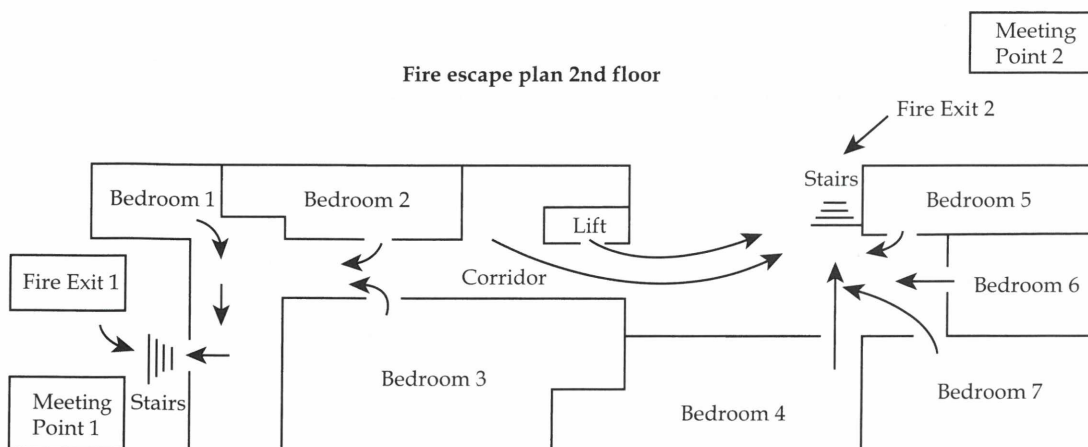 Meeting
Point 2
Fire escape plan 2nd floor
Fire Exit 2
Stairs
Bedroom 1
Bedroom 2
Lift
Bedroom 5
Fire Exit 1
Corridor
Bedroom 6
Bedroom 3
Bedroom 7
Meeting
Point 1
Stairs
Bedroom 4